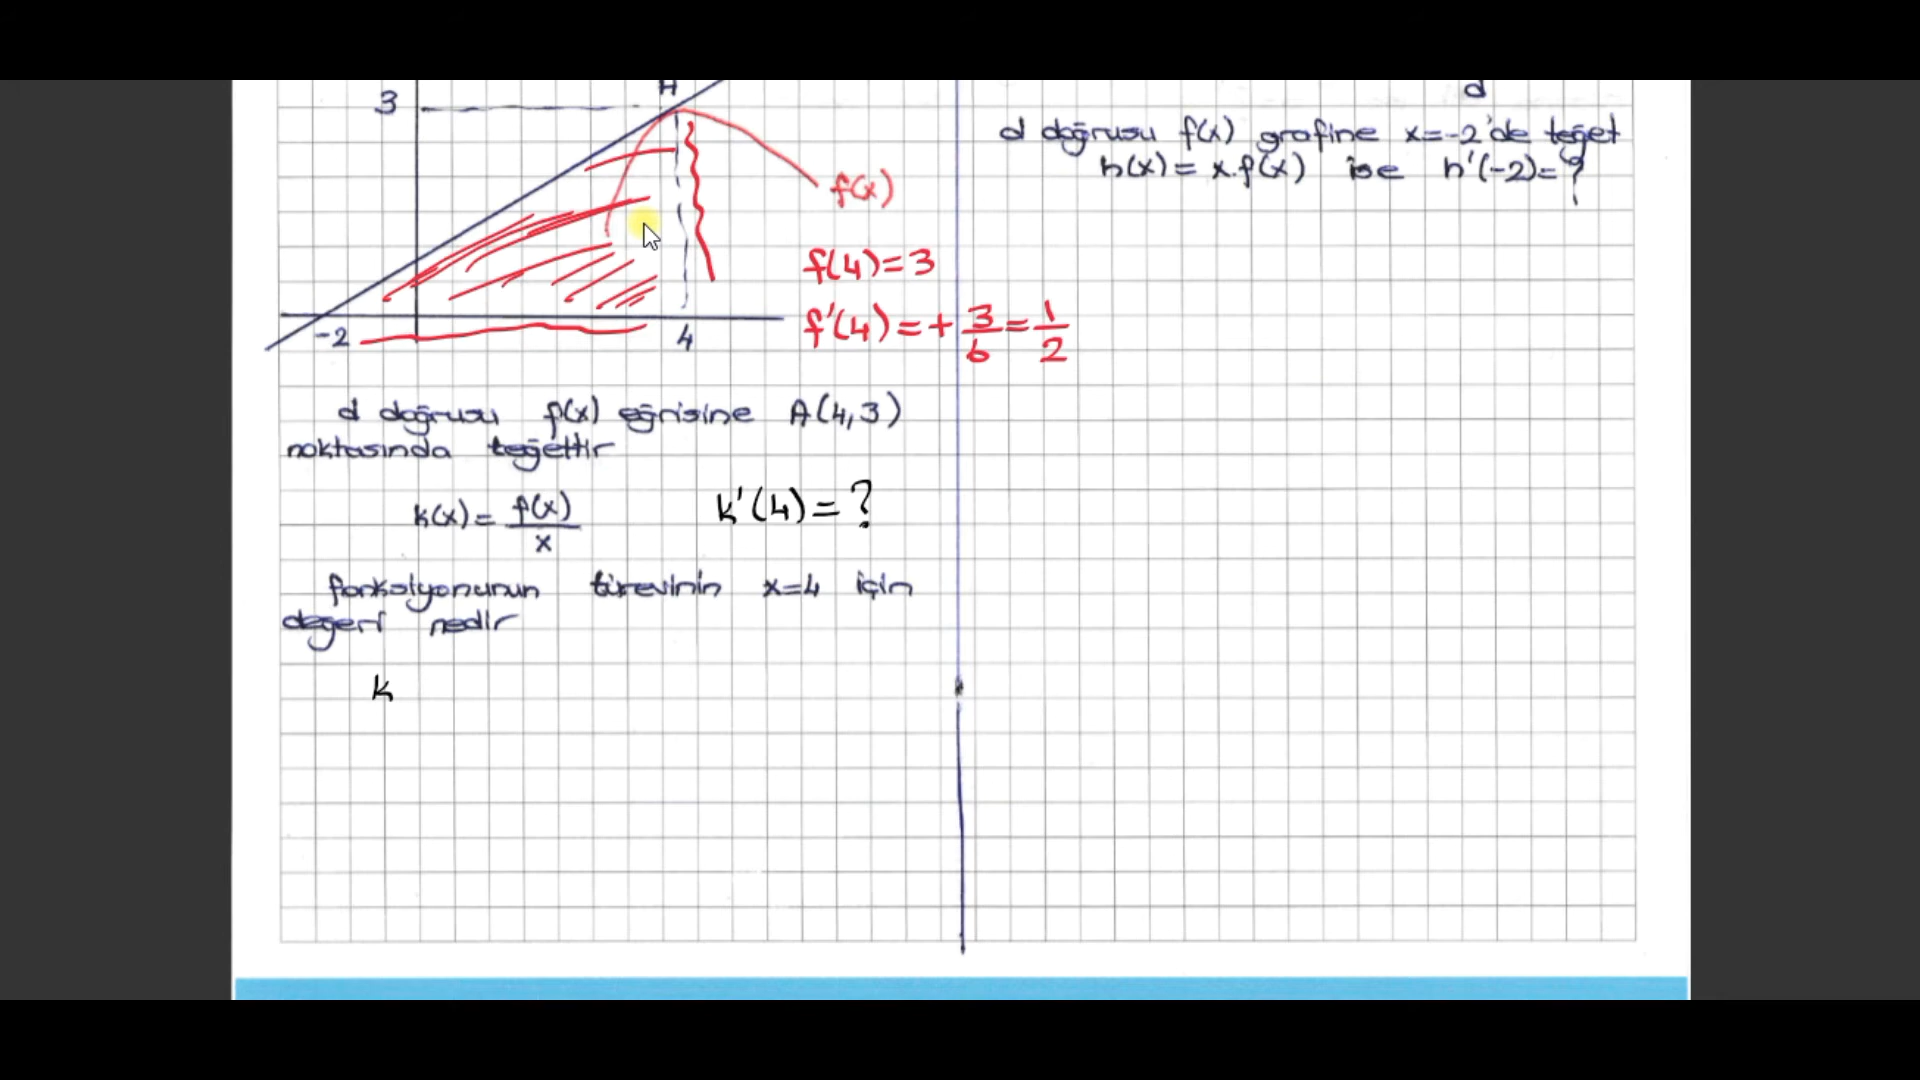 3
-2
4
f(x)
f(4)=3
f'(4)=+3/6=1/2
d doğrusu f(x) eğrisine A(4,3)
noktasında teğettir
k(x)=f(x)/x
k'(4)=?
fonksiyonunun türevinin x=4 için
değeri nedir
k
d
d doğrusu f(x) grafine x=-2'de teğet
h(x)=x.f(x) ise h'(-2)=?